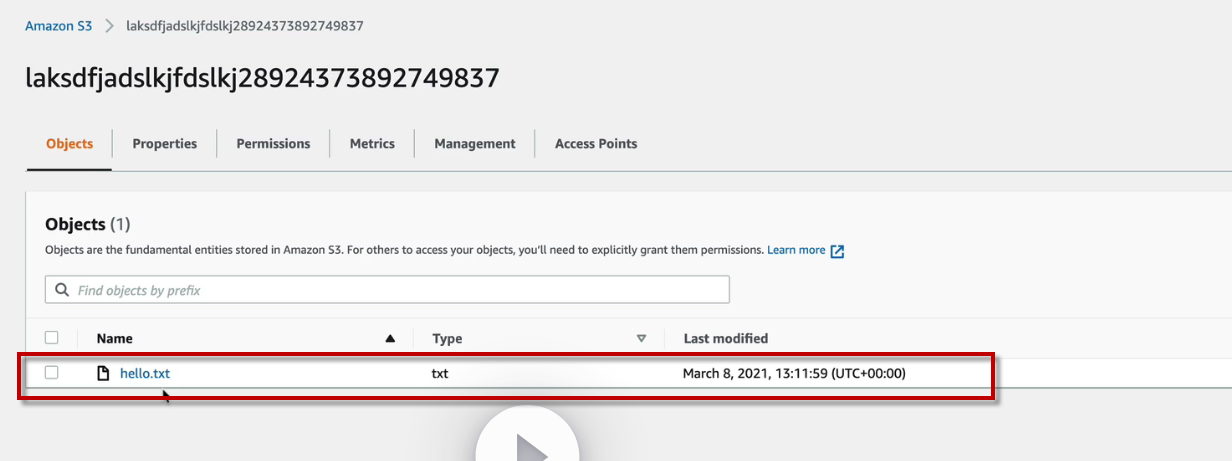 Amazon S3 > laksdfjadslkjfdslkj28924373892749837
laksdfjadslkjfdslkj28924373892749837
Objects Properties Permissions Metrics Management Access Points
Objects (1)
Objects are the fundamental entities stored in Amazon S3. For others to access your objects, you'll need to explicitly grant them permissions. Learn more
Find objects by prefix
Name Type Last modified
hello.txt txt March 8, 2021, 13:11:59 (UTC+00:00)